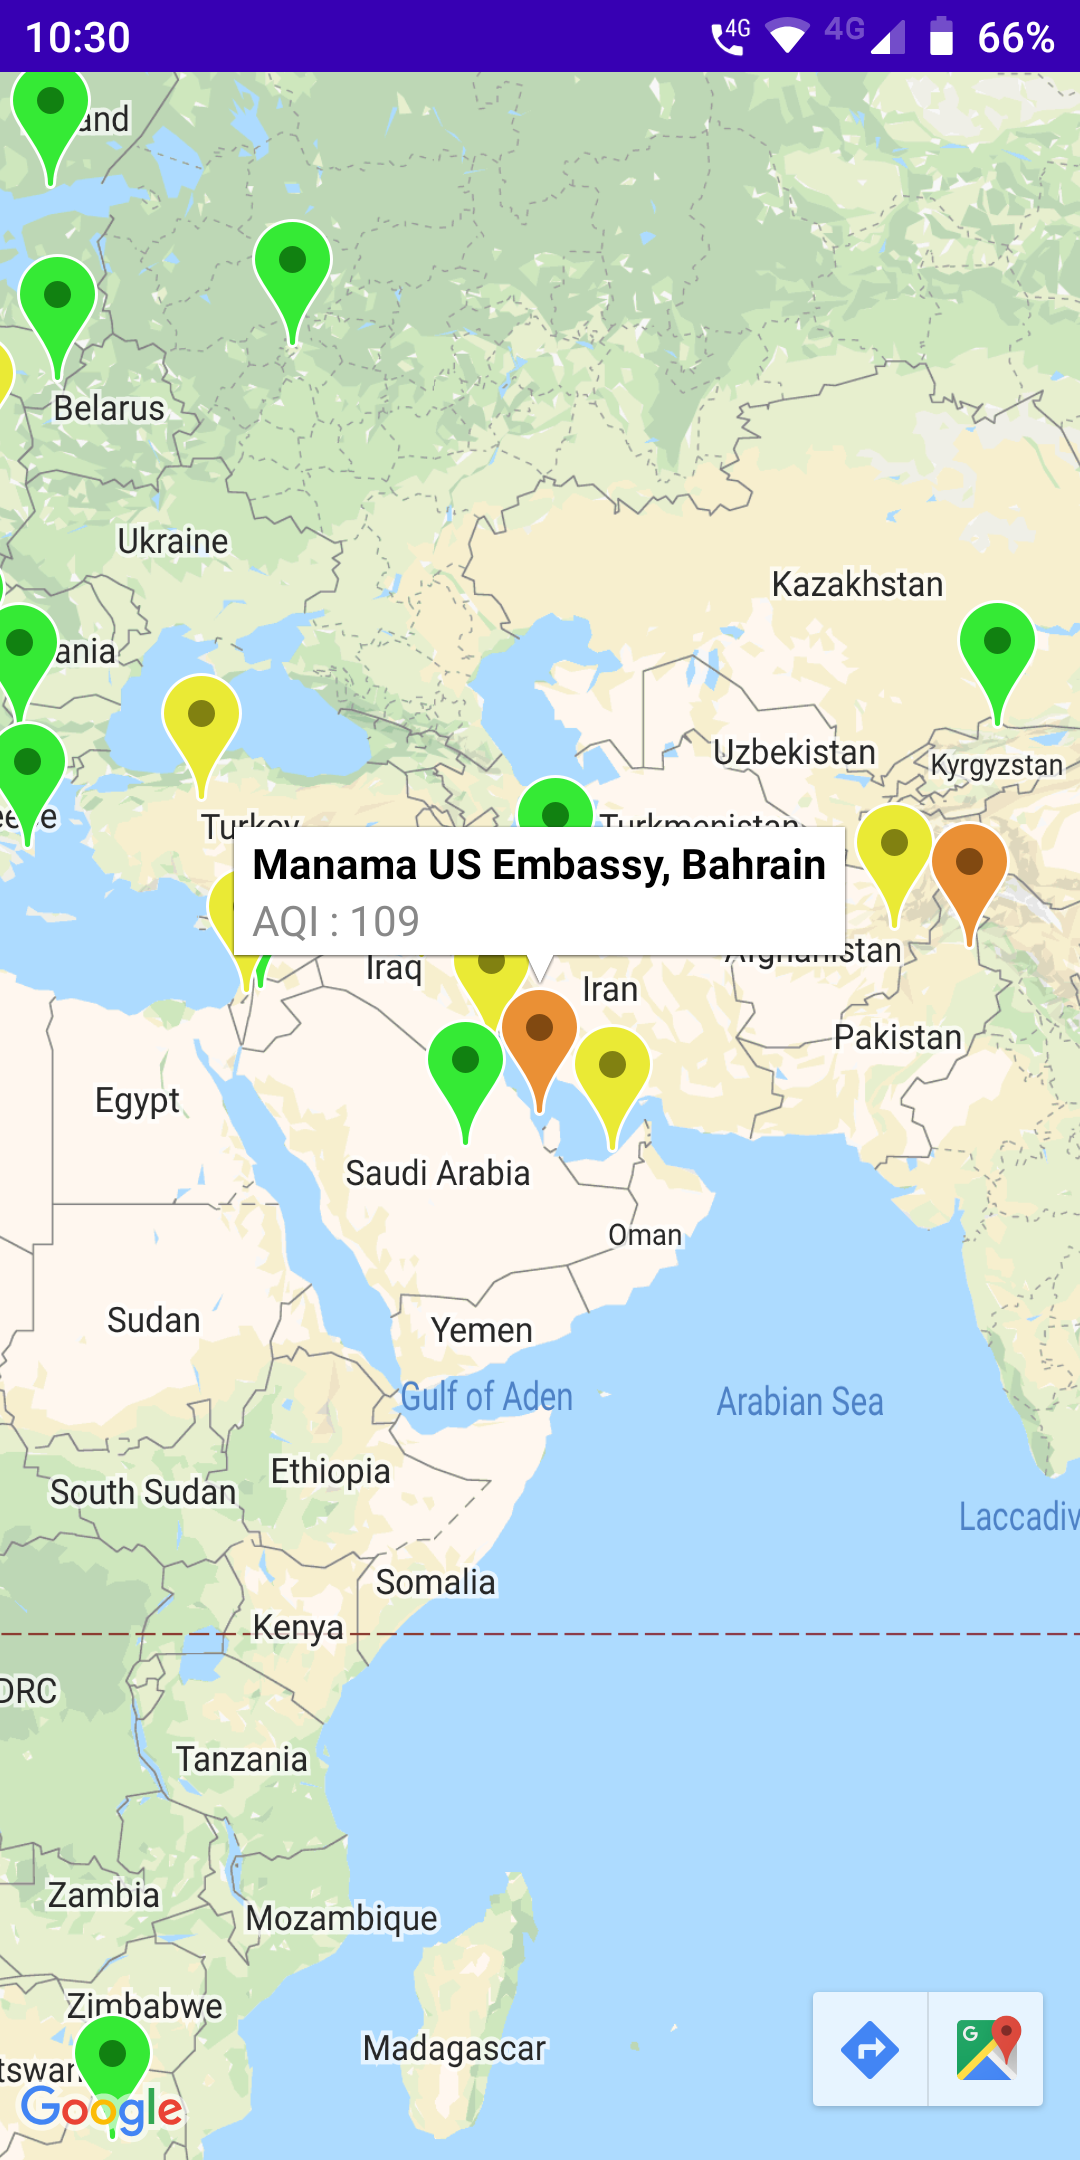 10:30
4G
4G
66%
and
Belarus
Ukraine
Kazakhstan
ania
Uzbekistan
Kyrgyzstan
Turkey
Turkmenistan
Manama US Embassy, Bahrain
AQI : 109
Afghanistan
Iraq
Iran
Pakistan
Egypt
Saudi Arabia
Oman
Sudan
Yemen
Gulf of Aden
Arabian Sea
Ethiopia
South Sudan
Laccadiv
Somalia
Kenya
DRC
Tanzania
Zambia
Mozambique
Zimbabwe
Madagascar
tswan
Google
G